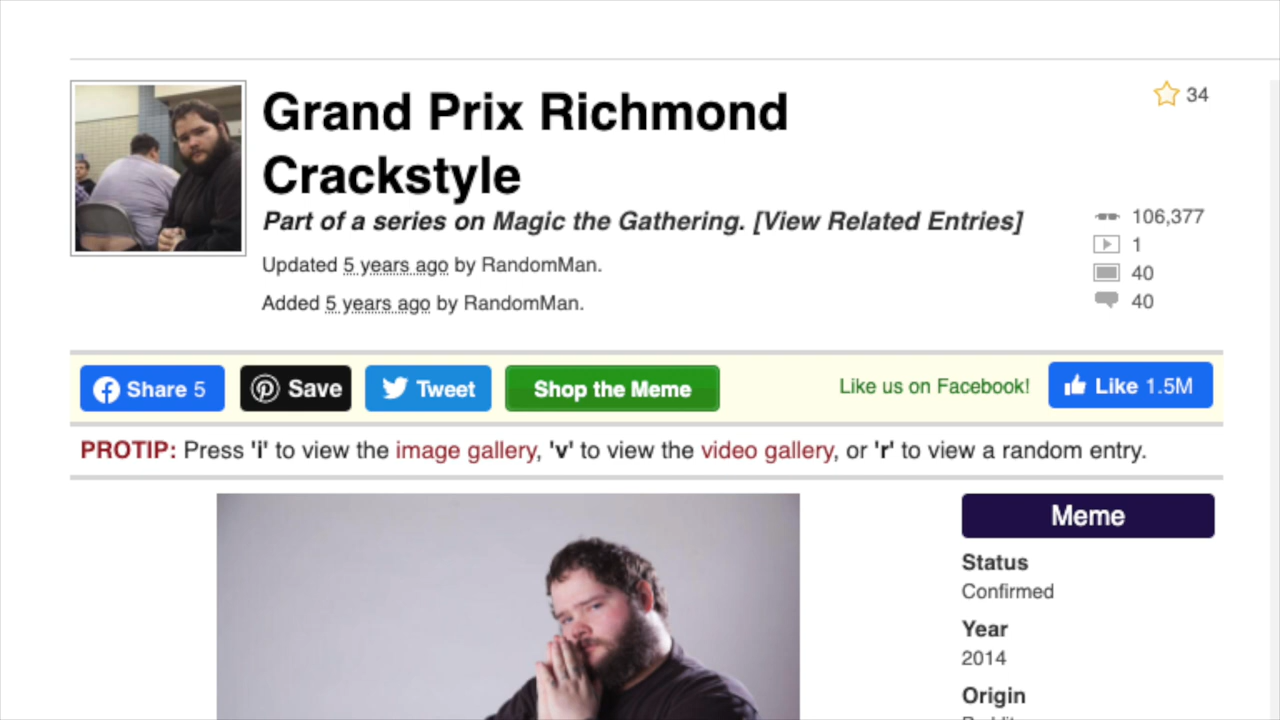 Grand Prix Richmond
Crackstyle
Part of a series on Magic the Gathering. [View Related Entries]
Updated 5 years ago by RandomMan.
Added 5 years ago by RandomMan.
34
106,377
1
40
40
Share 5
Save
Tweet
Shop the Meme
Like us on Facebook!
Like 1.5M
PROTIP: Press 'i' to view the image gallery, 'v' to view the video gallery, or 'r' to view a random entry.
Meme
Status
Confirmed
Year
2014
Origin